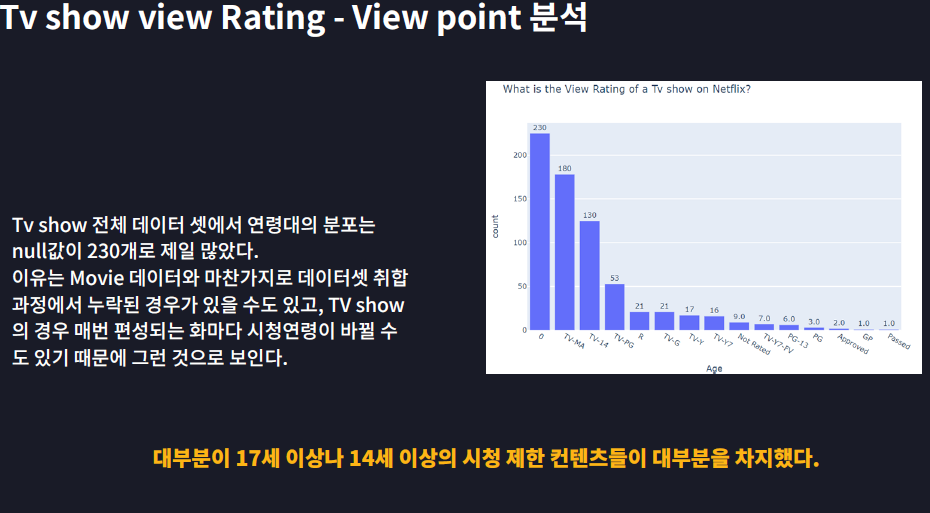 Tv show view Rating - View point 분석
What is the View Rating of a Tv show on Netflix?
Tv show 전체 데이터 셋에서 연령대의 분포는
null값이 230개로 제일 많았다.
이유는 Movie 데이터와 마찬가지로 데이터셋 취합
과정에서 누락된 경우가 있을 수도 있고, TV show
의 경우 매번 편성되는 화마다 시청연령이 바뀔 수
도 있기 때문에 그런 것으로 보인다.
count
200
150
100
50
0
230
180
130
53
21
21
17
16
9.0
7.0
6.0
3.0
2.0
1.0
1.0
0
TV-MA
TV-14
TV-PG
R
TV-G
TV-Y
TV-Y7
Not Rated
TV-Y7-FV
PG-13
PG
Approved
GP
Passed
Age
대부분이 17세 이상나 14세 이상의 시청 제한 컨텐츠들이 대부분을 차지했다.